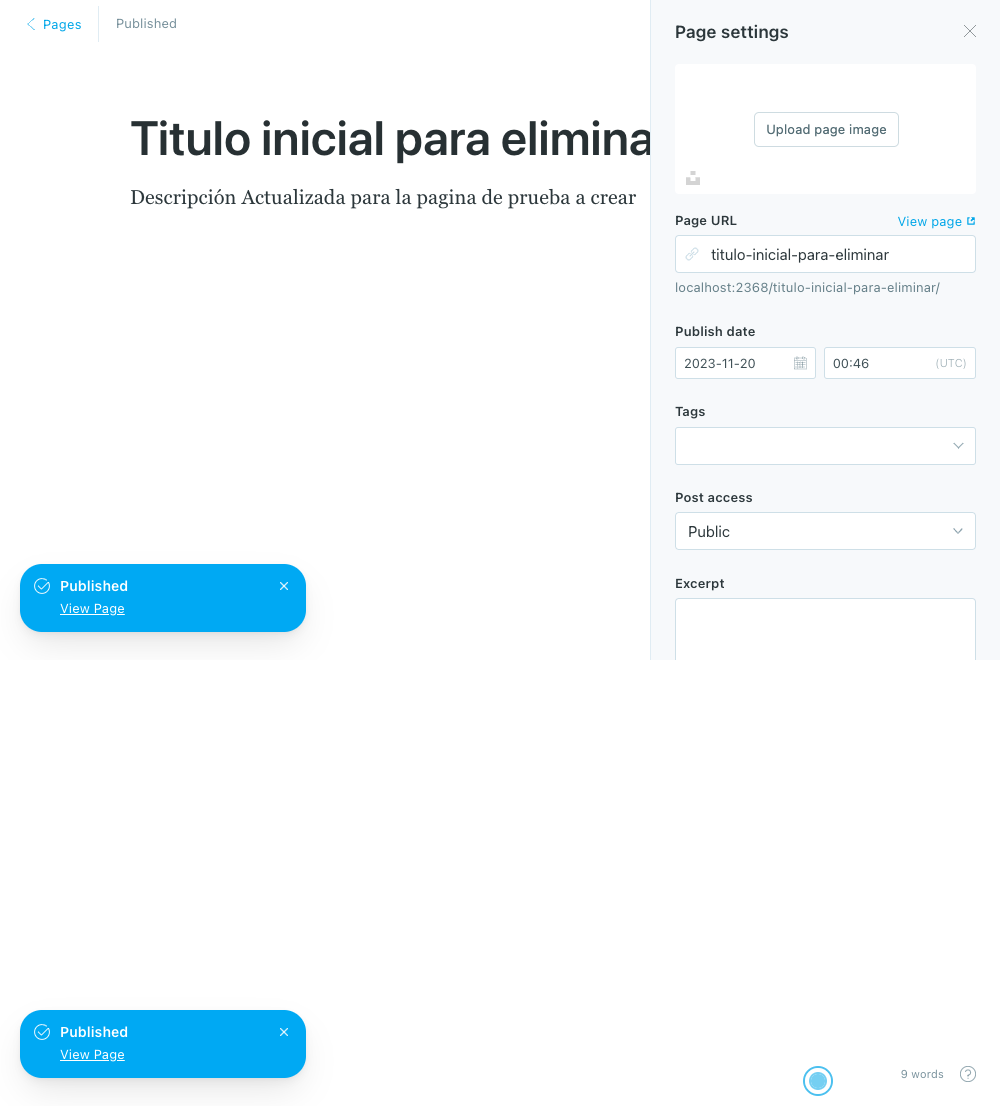 Pages
Published
Titulo inicial para elimina
Descripción Actualizada para la pagina de prueba a crear
Published
View Page
Page settings
Upload page image
Page URL
View page
titulo-inicial-para-eliminar
localhost:2368/titulo-inicial-para-eliminar/
Publish date
2023-11-20
00:46
(UTC)
Tags
Post access
Public
Excerpt
Published
View Page
9 words
?